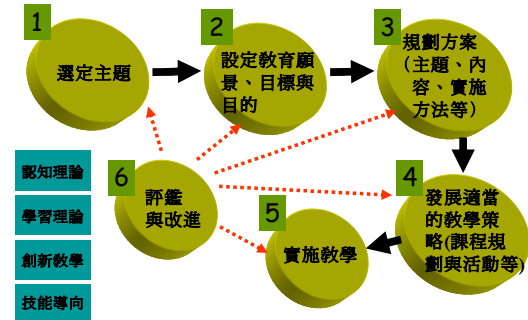 1
選定主題
2
設定教育願
景、目標與
目的
3
規劃方案
（主題、內
容、實施
方法等）
4
發展適當
的教學策
略(課程規
劃與活動等)
5
實施教學
6
評鑑
與改進
認知理論
學習理論
創新教學
技能導向